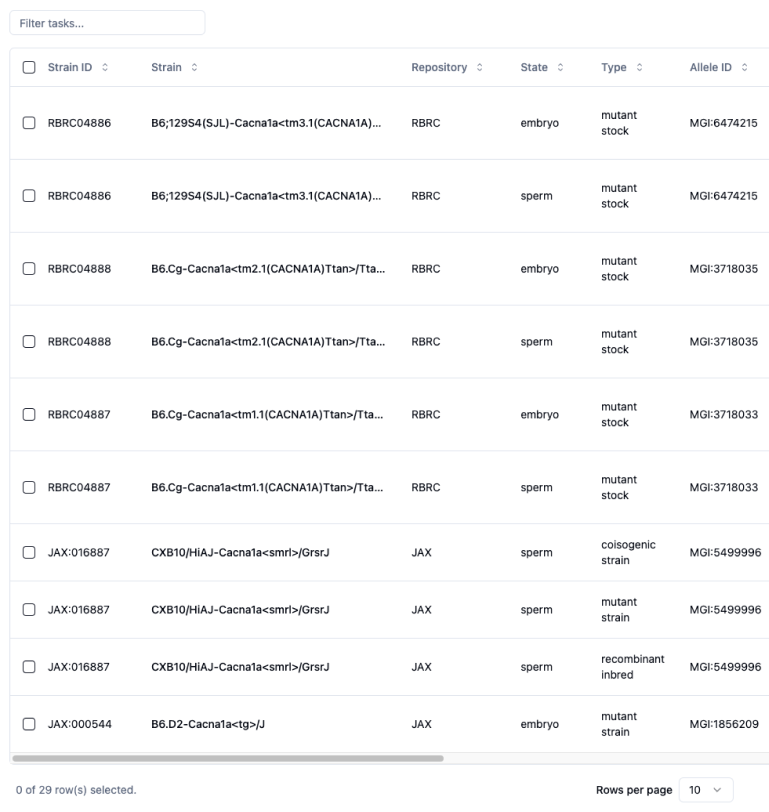 Filter tasks...
Strain ID Strain Repository State Type Allele ID
RBRC04886 B6;129S4(SJL)-Cacna1a<tm3.1(CACNA1A)... RBRC embryo mutant stock MGI:6474215
RBRC04886 B6;129S4(SJL)-Cacna1a<tm3.1(CACNA1A)... RBRC sperm mutant stock MGI:6474215
RBRC04888 B6.Cg-Cacna1a<tm2.1(CACNA1A)Ttan>/Tta... RBRC embryo mutant stock MGI:3718035
RBRC04888 B6.Cg-Cacna1a<tm2.1(CACNA1A)Ttan>/Tta... RBRC sperm mutant stock MGI:3718035
RBRC04887 B6.Cg-Cacna1a<tm1.1(CACNA1A)Ttan>/Tta... RBRC embryo mutant stock MGI:3718033
RBRC04887 B6.Cg-Cacna1a<tm1.1(CACNA1A)Ttan>/Tta... RBRC sperm mutant stock MGI:3718033
JAX:016887 CXB10/HiAJ-Cacna1a<smrl>/GrsrJ JAX sperm coisogenic strain MGI:5499996
JAX:016887 CXB10/HiAJ-Cacna1a<smrl>/GrsrJ JAX sperm mutant strain MGI:5499996
JAX:016887 CXB10/HiAJ-Cacna1a<smrl>/GrsrJ JAX sperm recombinant inbred MGI:5499996
JAX:000544 B6.D2-Cacna1a<tg>/J JAX embryo mutant strain MGI:1856209
0 of 29 row(s) selected. Rows per page 10